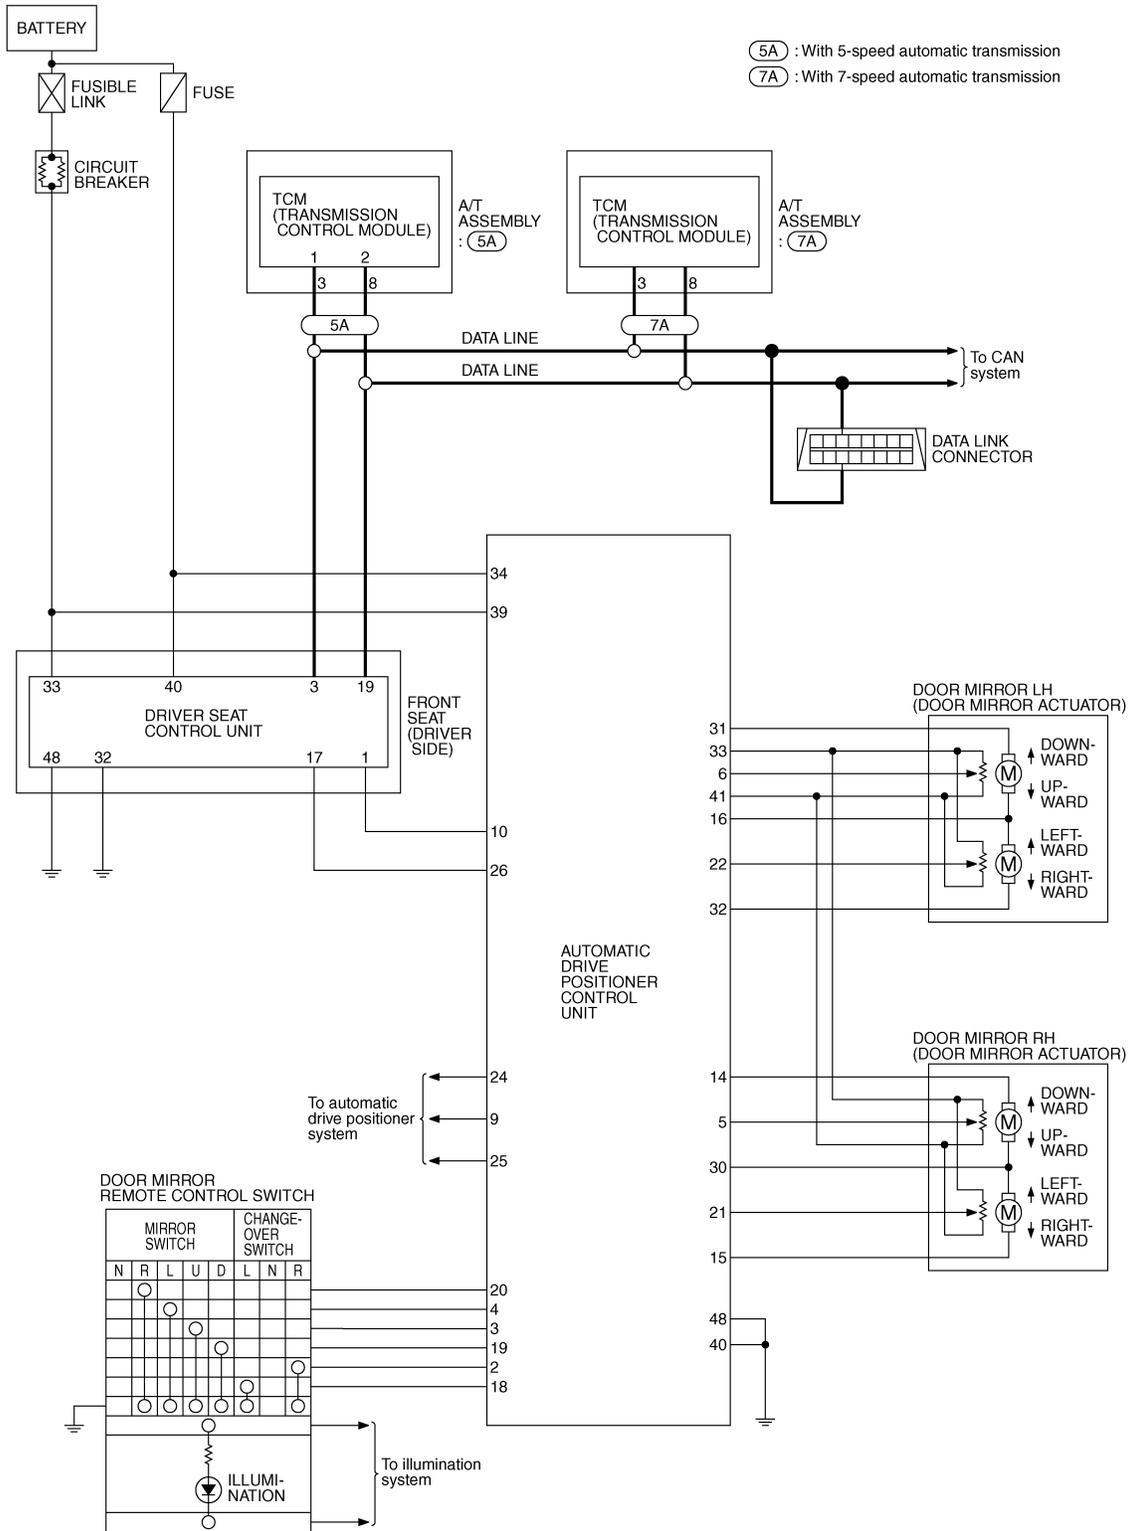 BATTERY
FUSIBLE
LINK
FUSE
CIRCUIT
BREAKER
5A : With 5-speed automatic transmission
7A : With 7-speed automatic transmission
TCM
(TRANSMISSION
CONTROL MODULE)
1 2
3 8
A/T
ASSEMBLY
: 5A
5A
TCM
(TRANSMISSION
CONTROL MODULE)
3 8
A/T
ASSEMBLY
: 7A
7A
DATA LINE
DATA LINE
To CAN
system
DATA LINK
CONNECTOR
34
39
33 40 3 19
DRIVER SEAT
CONTROL UNIT
48 32 17 1
FRONT
SEAT
(DRIVER
SIDE)
10
26
AUTOMATIC
DRIVE
POSITIONER
CONTROL
UNIT
31
33
6
41
16
22
32
DOOR MIRROR LH
(DOOR MIRROR ACTUATOR)
M
DOWN-
WARD
UP-
WARD
M
LEFT-
WARD
RIGHT-
WARD
14
5
30
21
15
48
40
DOOR MIRROR RH
(DOOR MIRROR ACTUATOR)
M
DOWN-
WARD
UP-
WARD
M
LEFT-
WARD
RIGHT-
WARD
To automatic
drive positioner
system
24
9
25
DOOR MIRROR
REMOTE CONTROL SWITCH
MIRROR
SWITCH
CHANGE-
OVER
SWITCH
N R L U D L N R
20
4
3
19
2
18
ILLUMI-
NATION
To illumination
system